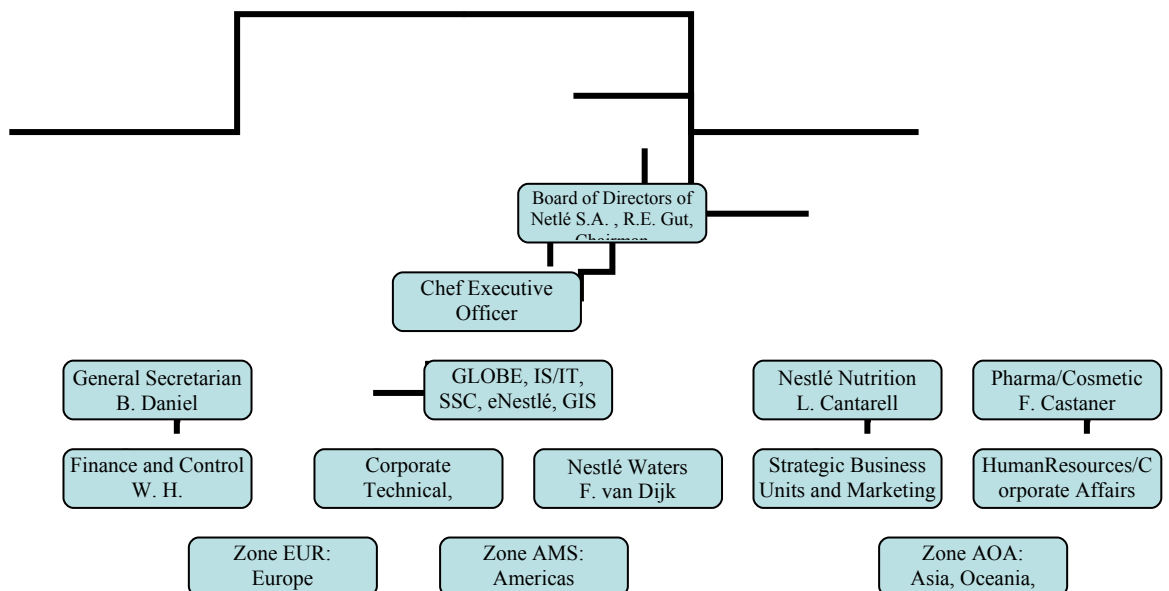 Board of Directors of
Netlé S.A. , R.E. Gut,
Chairman
Chef Executive
Officer
General Secretarian
B. Daniel
GLOBE, IS/IT,
SSC, eNestlé, GIS
Nestlé Nutrition
L. Cantarell
Pharma/Cosmetic
F. Castaner
Finance and Control
W. H.
Corporate
Technical,
Nestlé Waters
F. van Dijk
Strategic Business
Units and Marketing
HumanResources/C
orporate Affairs
Zone EUR:
Europe
Zone AMS:
Americas
Zone AOA:
Asia, Oceania,